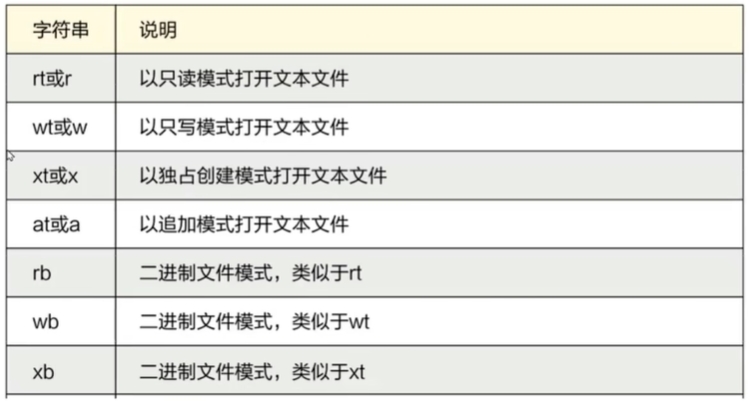 字符串 说明
rt或r 以只读模式打开文本文件
wt或w 以只写模式打开文本文件
xt或x 以独占创建模式打开文本文件
at或a 以追加模式打开文本文件
rb 二进制文件模式，类似于rt
wb 二进制文件模式，类似于wt
xb 二进制文件模式，类似于xt